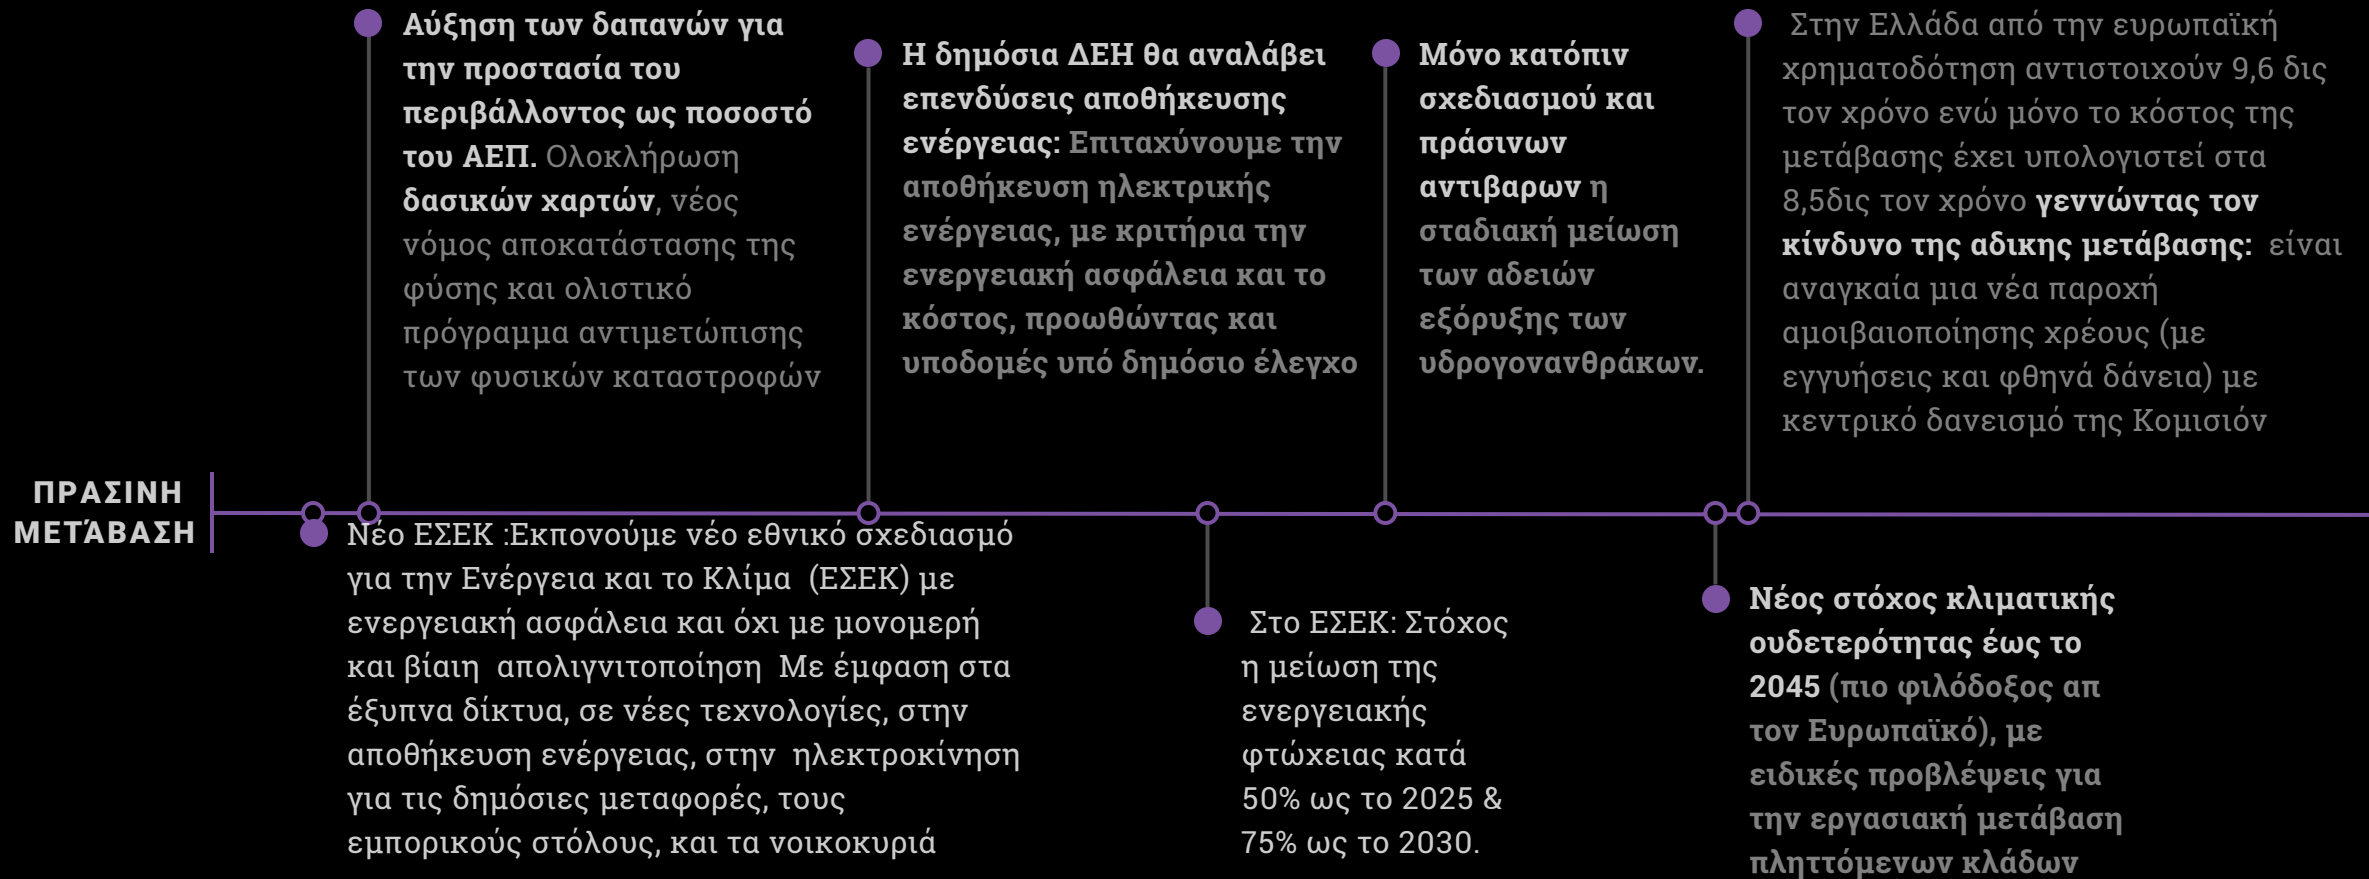 Αύξηση των δαπανών για
την προστασία του
περιβάλλοντος ως ποσοστό
του ΑΕΠ. Ολοκλήρωση
δασικών χαρτών, νέος
νόμος αποκατάστασης της
φύσης και ολιστικό
πρόγραμμα αντιμετώπισης
των φυσικών καταστροφών
Η δημόσια ΔΕΗ θα αναλάβει
επενδύσεις αποθήκευσης
ενέργειας: Επιταχύνουμε την
αποθήκευση ηλεκτρικής
ενέργειας, με κριτήρια την
ενεργειακή ασφάλεια και το
κόστος, προωθώντας και
υποδομές υπό δημόσιο έλεγχο
Μόνο κατόπιν
σχεδιασμού και
πράσινων
αντιβαρων η
σταδιακή μείωση
των αδειών
εξόρυξης των
υδρογονανθράκων.
Στην Ελλάδα από την ευρωπαϊκή
χρηματοδότηση αντιστοιχούν 9,6 δις
τον χρόνο ενώ μόνο το κόστος της
μετάβασης έχει υπολογιστεί στα
8,5δις τον χρόνο γεννώντας τον
κίνδυνο της αδικης μετάβασης: είναι
αναγκαία μια νέα παροχή
αμοιβαιοποίησης χρέους (με
εγγυήσεις και φθηνά δάνεια) με
κεντρικό δανεισμό της Κομισιόν
ΠΡΑΣΙΝΗ
ΜΕΤΆΒΑΣΗ
Νέο ΕΣΕΚ :Εκπονούμε νέο εθνικό σχεδιασμό
για την Ενέργεια και το Κλίμα (ΕΣΕΚ) με
ενεργειακή ασφάλεια και όχι με μονομερή
και βίαιη απολιγνιτοποίηση Με έμφαση στα
έξυπνα δίκτυα, σε νέες τεχνολογίες, στην
αποθήκευση ενέργειας, στην ηλεκτροκίνηση
για τις δημόσιες μεταφορές, τους
εμπορικούς στόλους, και τα νοικοκυριά
Στο ΕΣΕΚ: Στόχος
η μείωση της
ενεργειακής
φτώχειας κατά
50% ως το 2025 &
75% ως το 2030.
Νέος στόχος κλιματικής
ουδετερότητας έως το
2045 (πιο φιλόδοξος απ
τον Ευρωπαϊκό), με
ειδικές προβλέψεις για
την εργασιακή μετάβαση
πληττόμενων κλάδων